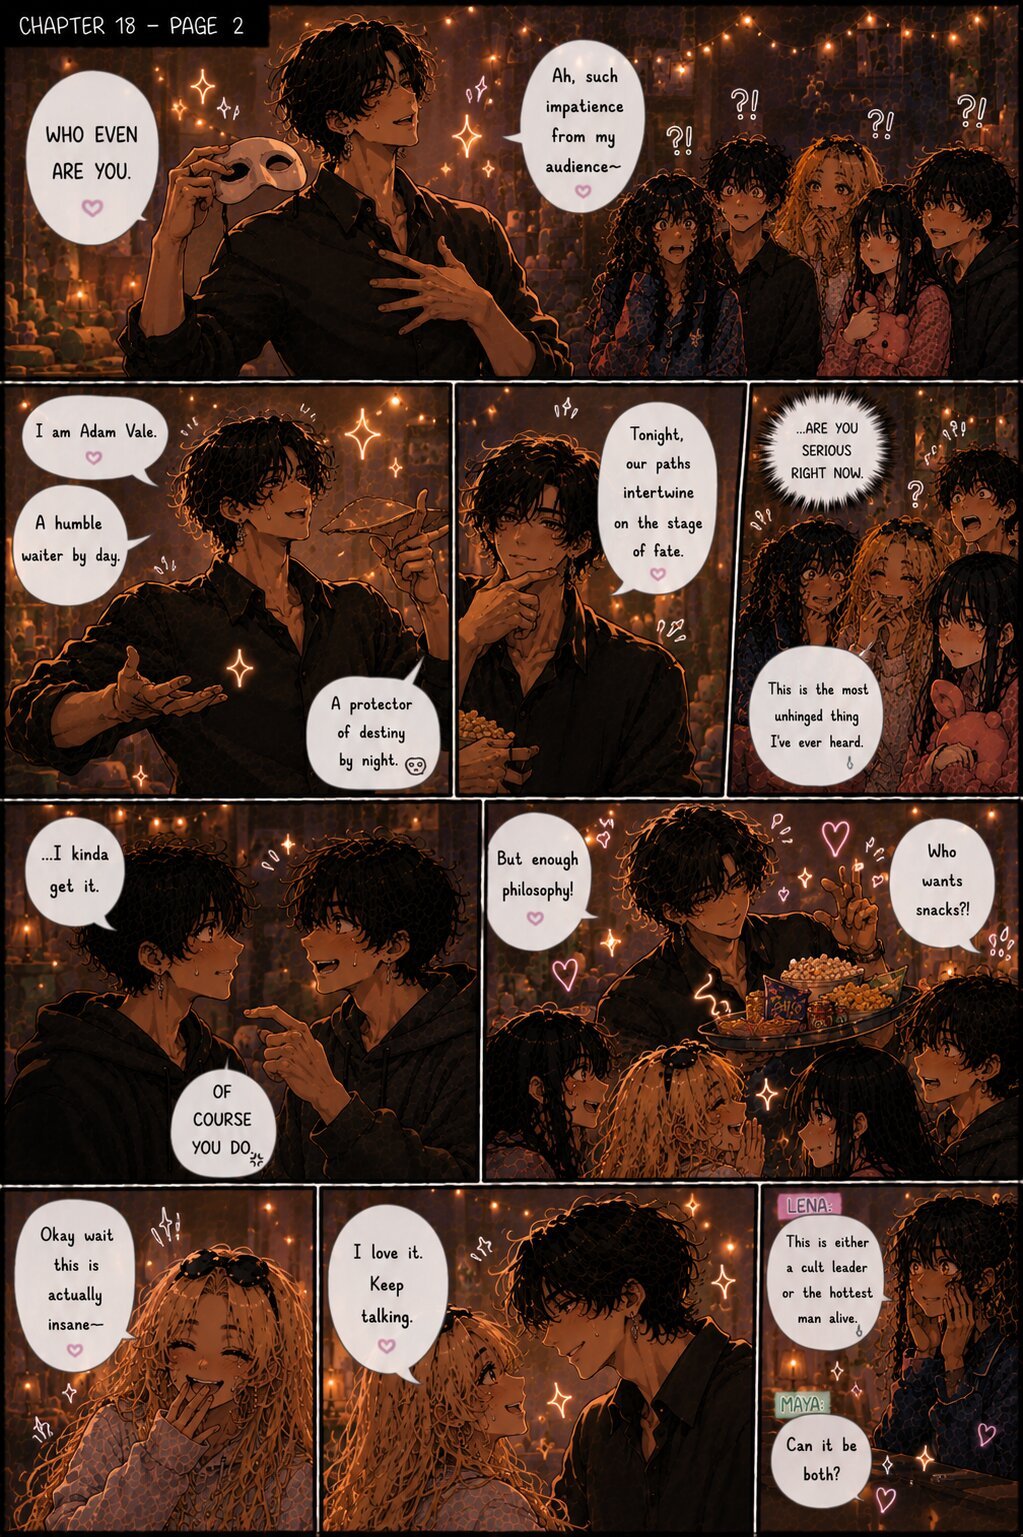 CHAPTER 18 – PAGE 2
WHO EVEN
ARE YOU.
Ah, such
impatience
from my
audience~
?!
?!
?!
?!
I am Adam Vale.
A humble
waiter by day.
A protector
of destiny
by night.
Tonight,
our paths
intertwine
on the stage
of fate.
...ARE YOU
SERIOUS
RIGHT NOW.
?
This is the most
unhinged thing
I've ever heard.
...I kinda
get it.
OF
COURSE
YOU DO.
But enough
philosophy!
Who
wants
snacks?!
Okay wait
this is
actually
insane~
I love it.
Keep
talking.
LENA:
This is either
a cult leader
or the hottest
man alive.
MAYA:
Can it be
both?